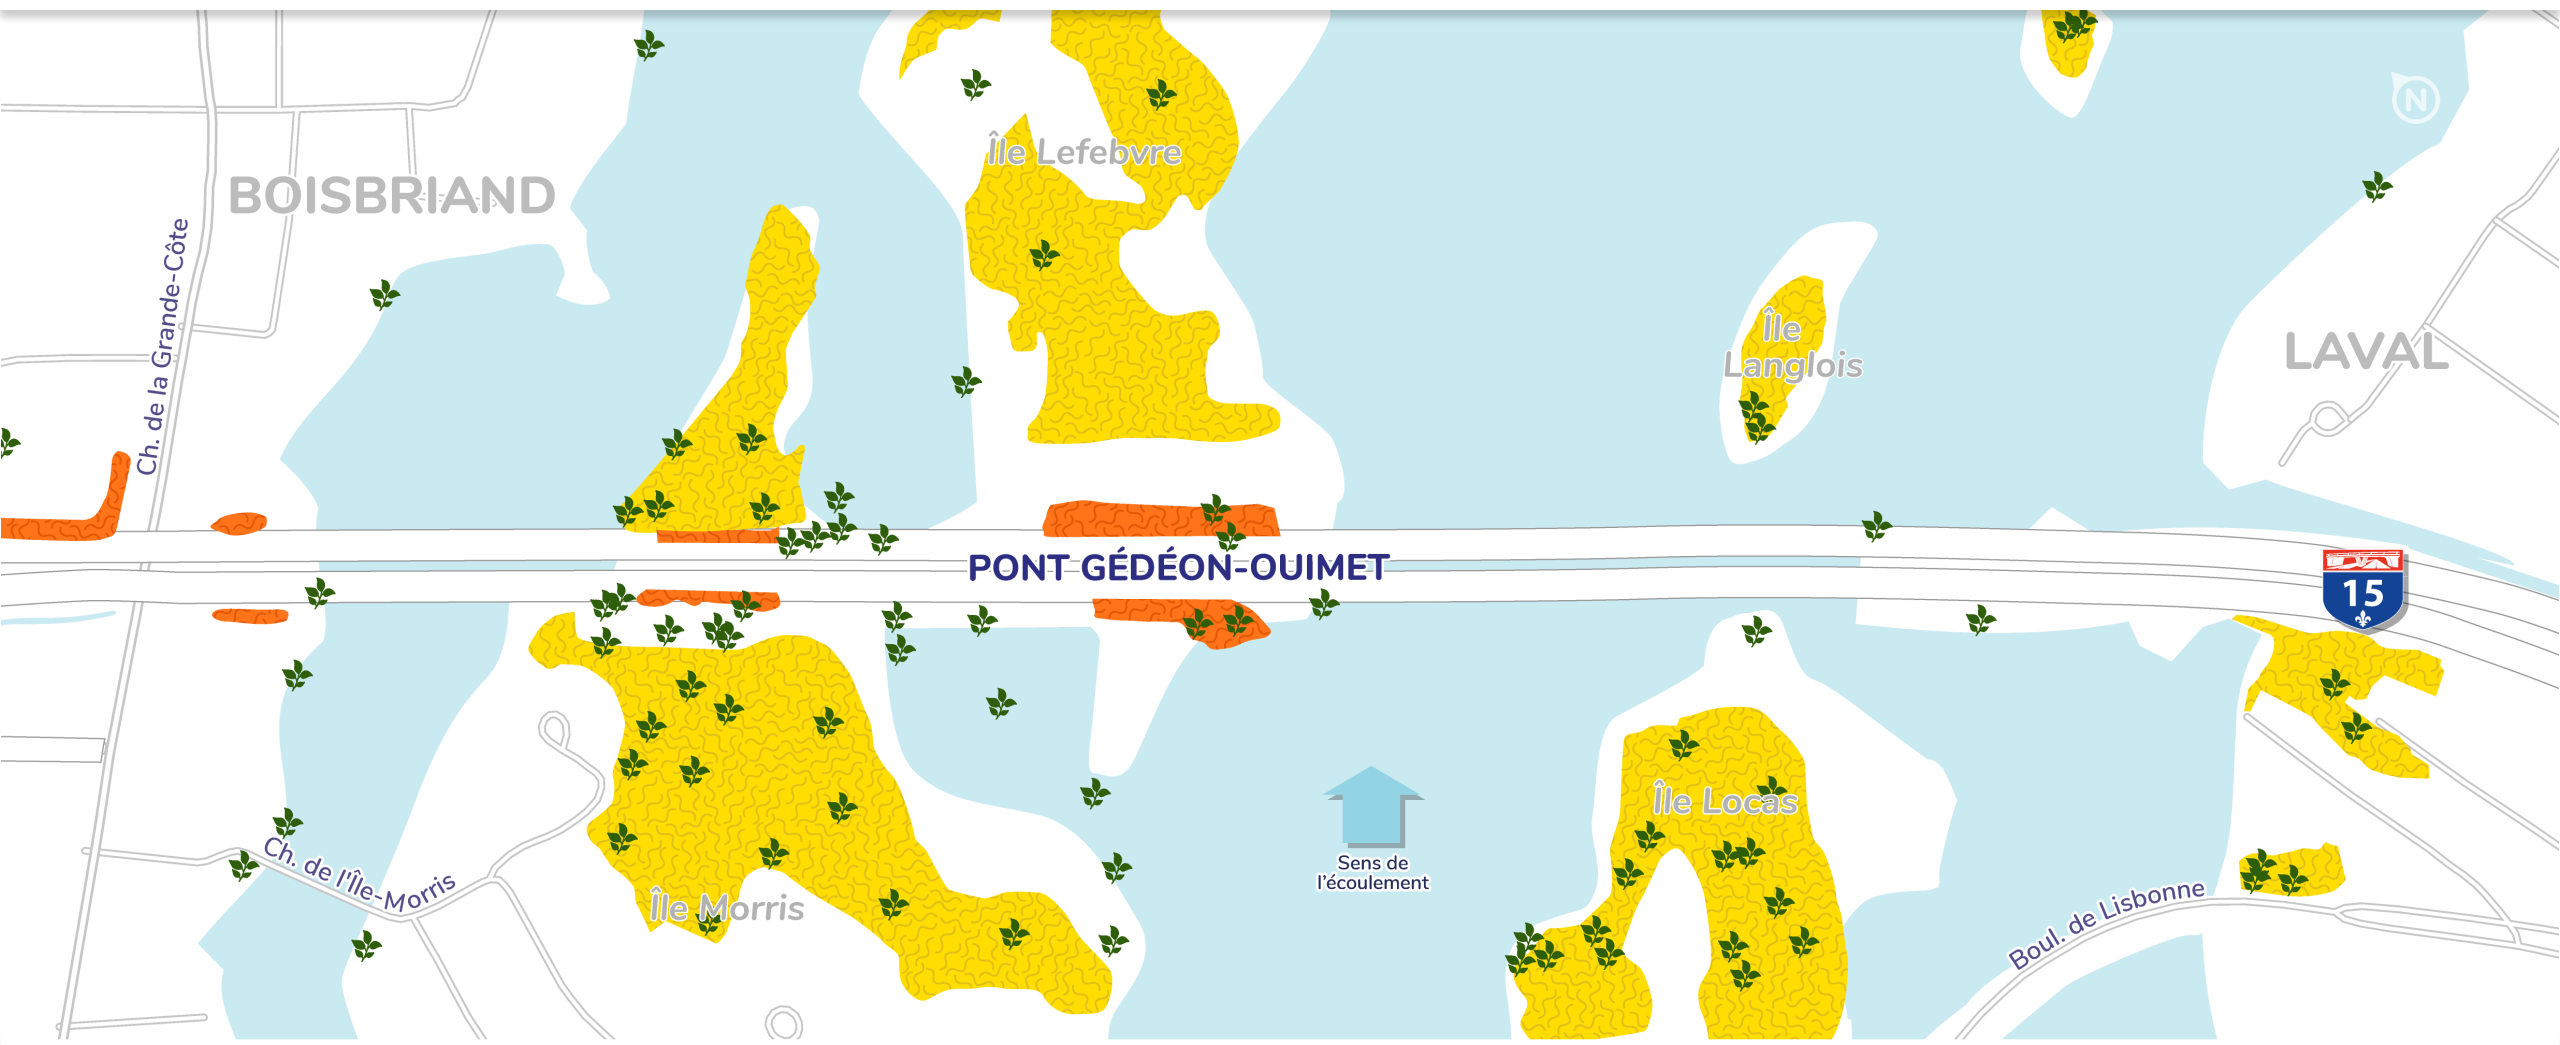 N
Île Lefebvre
BOISBRIAND
Ch. de la Grande-Côte
Île
Langlois
LAVAL
PONT GÉDÉON-OUIMET
15
Île Locas
Sens de
l'écoulement
Ch. de l'Île-Morris
Île Morris
Boul. de Lisbonne